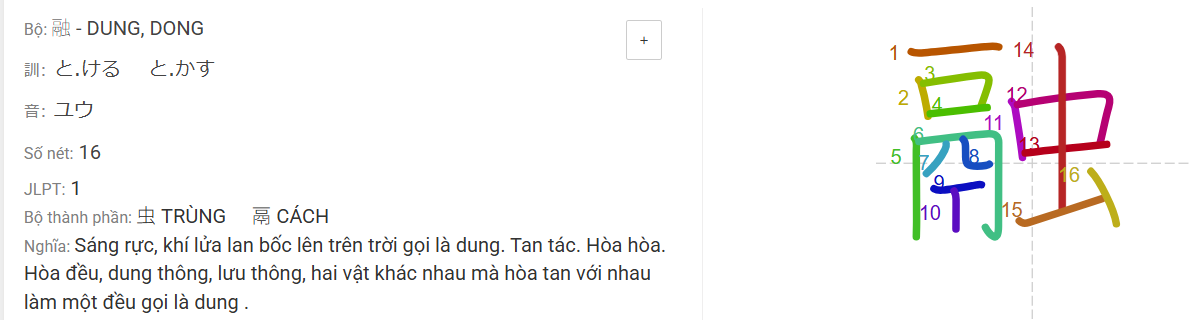 Bộ: 融 - DUNG, DONG
+
訓: と.ける と.かす
音: ユウ
Số nét: 16
JLPT: 1
Bộ thành phần: 虫 TRÙNG 鬲 CÁCH
Nghĩa: Sáng rực, khí lửa lan bốc lên trên trời gọi là dung. Tan tác. Hòa hòa.
Hòa đều, dung thông, lưu thông, hai vật khác nhau mà hòa tan với nhau
làm một đều gọi là dung .
融
1 14
3
2 4 12
6 11
5 7 8 13
9 16
10 15